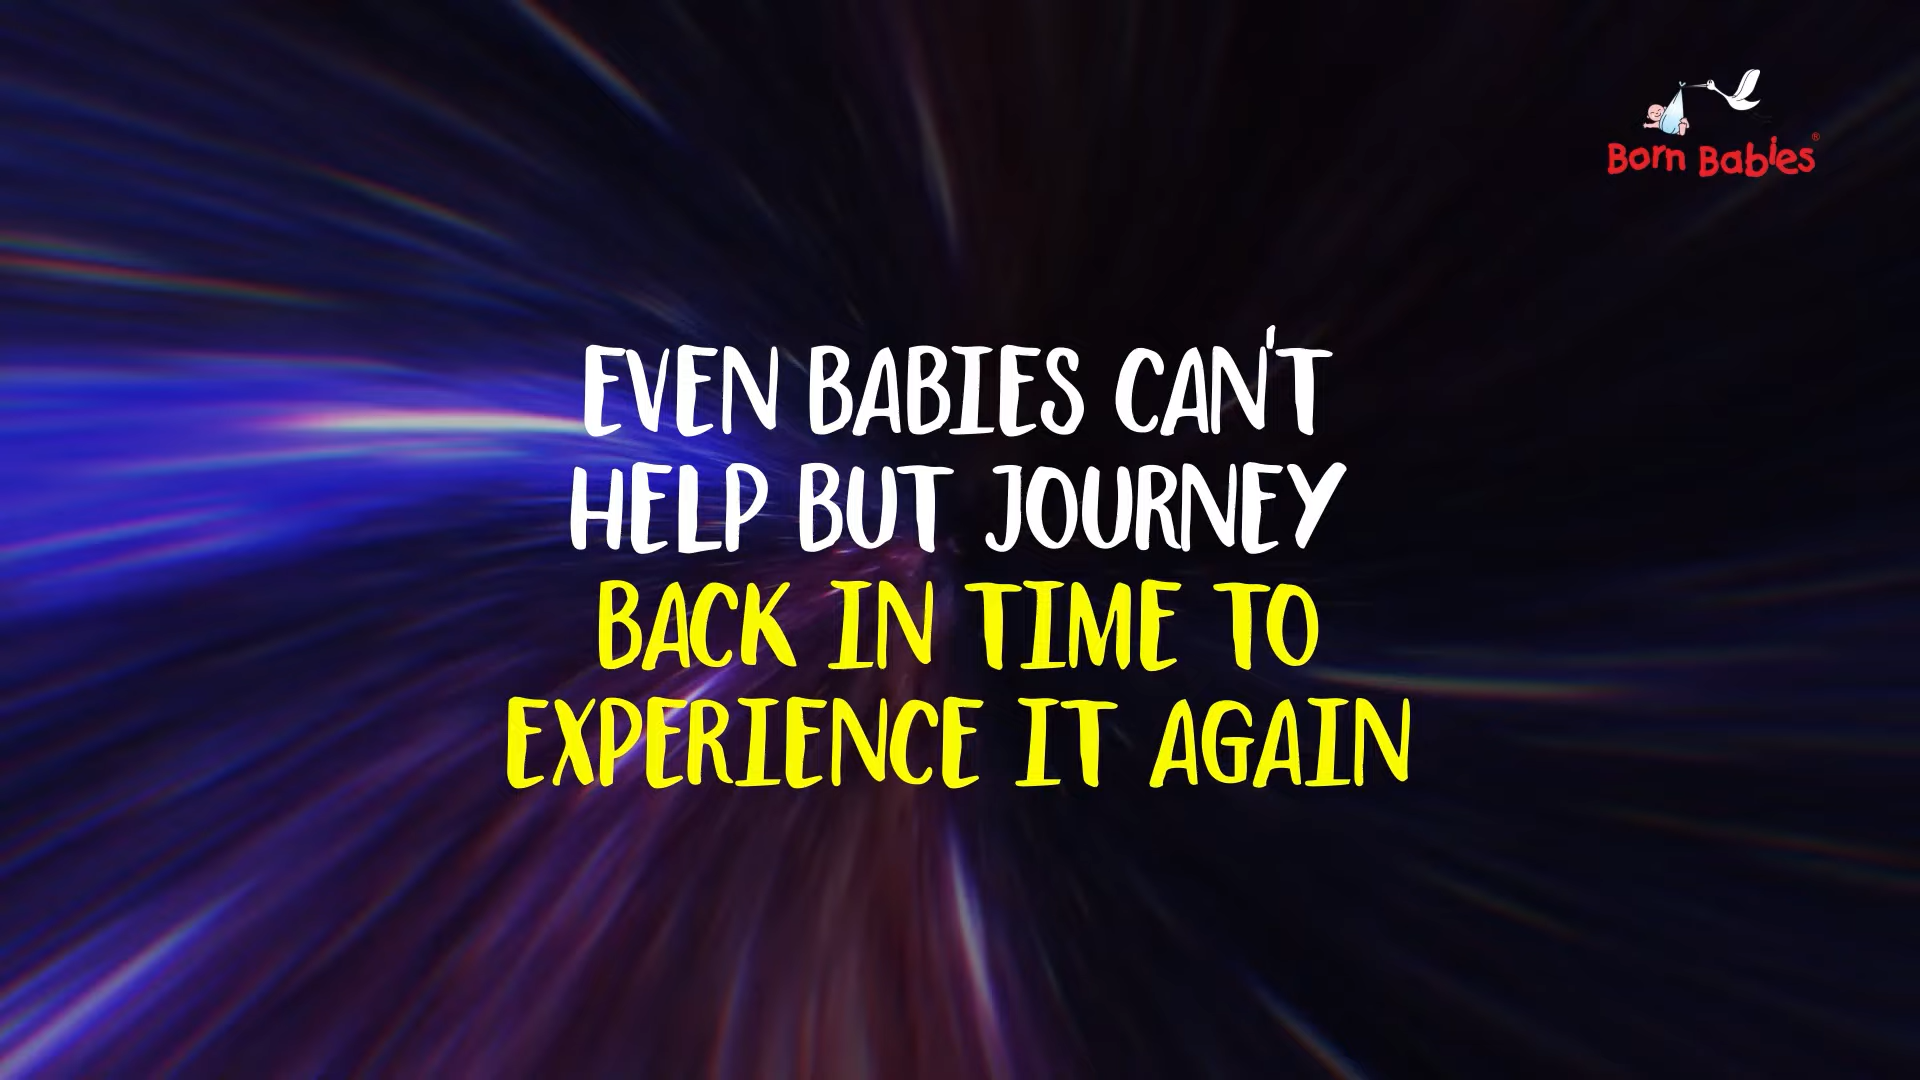 Born Babies®
EVEN BABIES CAN'T
HELP BUT JOURNEY
BACK IN TIME TO
EXPERIENCE IT AGAIN